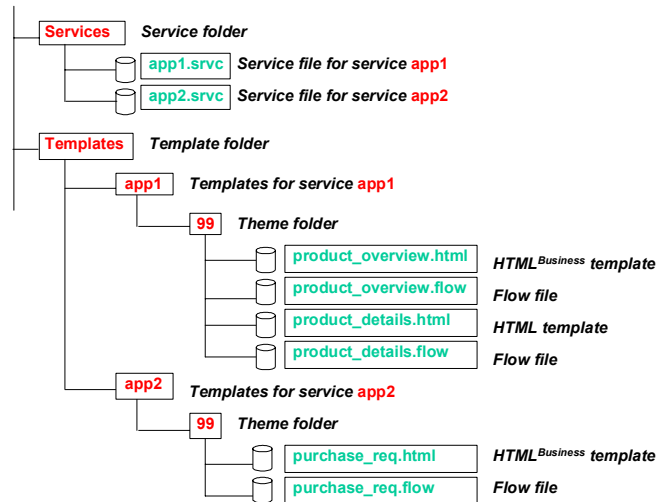 Services Service folder
app1.srvc Service file for service app1
app2.srvc Service file for service app2
Templates Template folder
app1 Templates for service app1
99 Theme folder
product_overview.html HTMLBusiness template
product_overview.flow Flow file
product_details.html HTML template
product_details.flow Flow file
app2 Templates for service app2
99 Theme folder
purchase_req.html HTMLBusiness template
purchase_req.flow Flow file